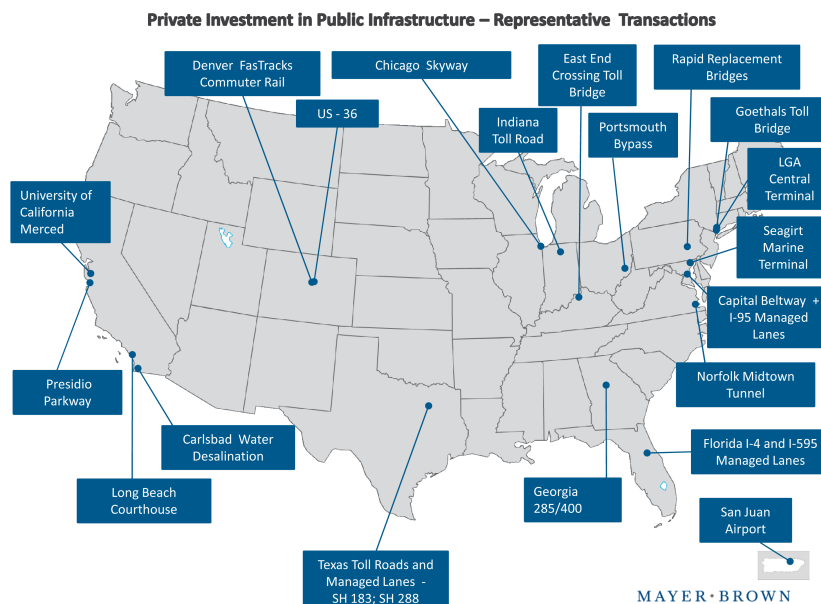 Private Investment in Public Infrastructure – Representative Transactions
Denver FasTracks
Commuter Rail
Chicago Skyway
East End
Crossing Toll
Bridge
Rapid Replacement
Bridges
US - 36
Indiana
Toll Road
Portsmouth
Bypass
Goethals Toll
Bridge
LGA
Central
Terminal
University of
California
Merced
Seagirt
Marine
Terminal
Capital Beltway +
I-95 Managed
Lanes
Presidio
Parkway
Norfolk Midtown
Tunnel
Carlsbad Water
Desalination
Florida I-4 and I-595
Managed Lanes
Long Beach
Courthouse
Georgia
285/400
San Juan
Airport
Texas Toll Roads and
Managed Lanes -
SH 183; SH 288
MAYER•BROWN